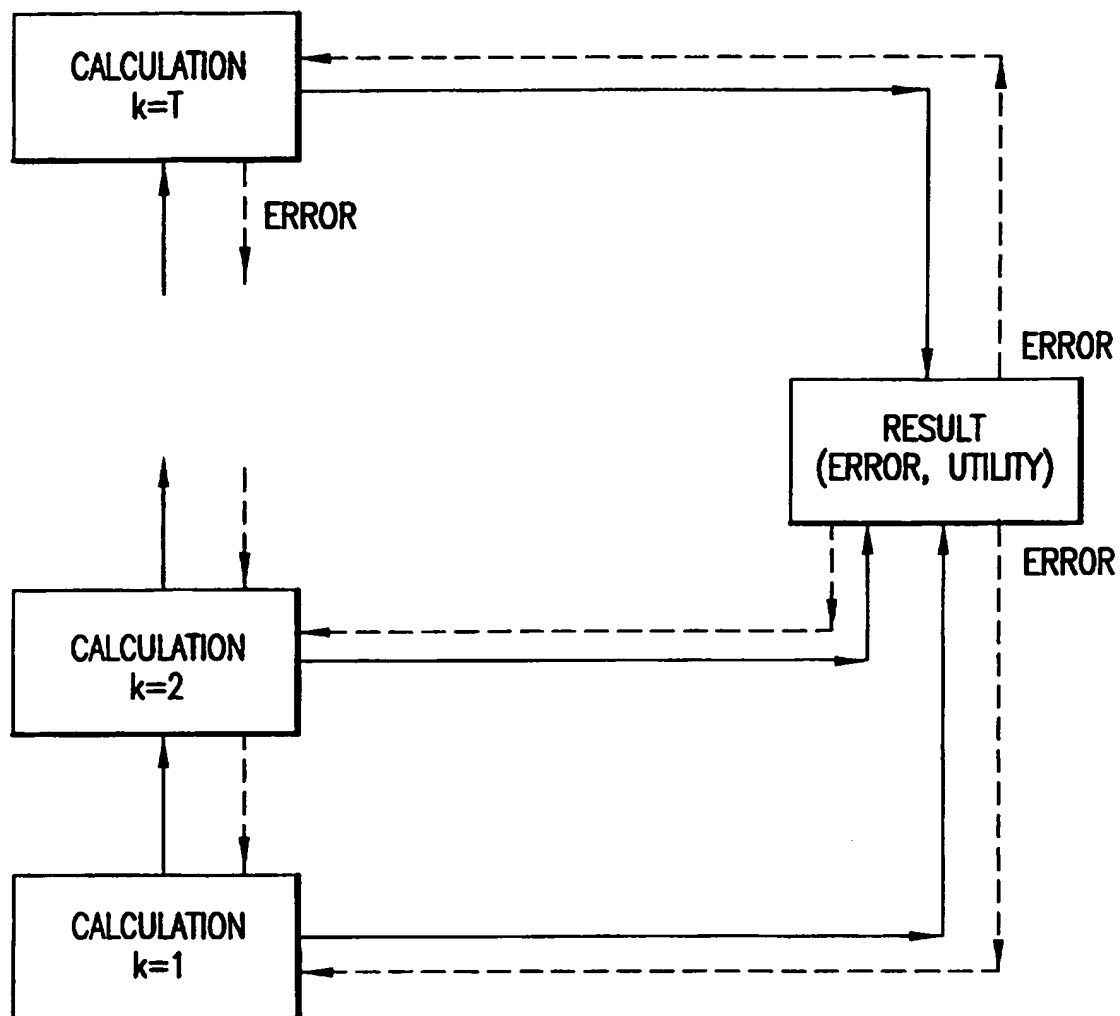 CALCULATION
k=T
ERROR
ERROR
RESULT
(ERROR, UTILITY)
ERROR
CALCULATION
k=2
CALCULATION
k=1